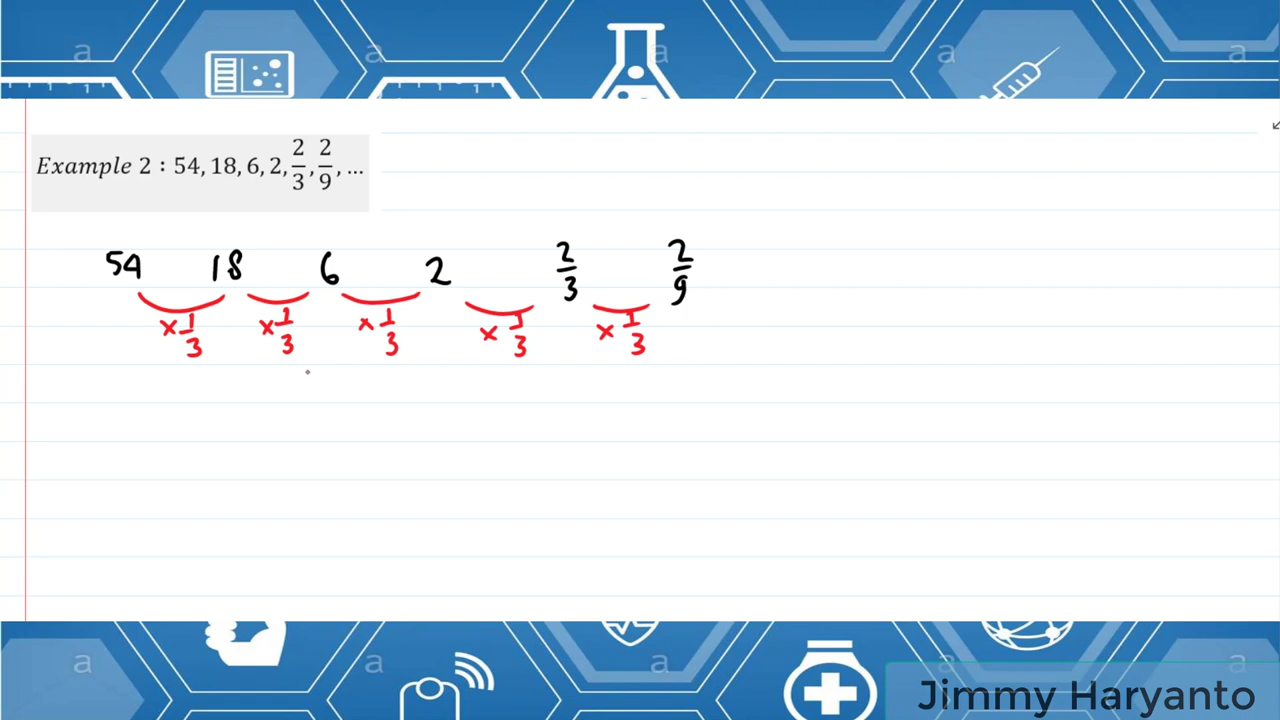 Example 2 : 54, 18, 6, 2, 2/3, 2/9, ...
54 18 6 2 2/3 2/9
×1/3 ×1/3 ×1/3 ×1/3 ×1/3
a a a a a
a a a a a
Jimmy Haryanto